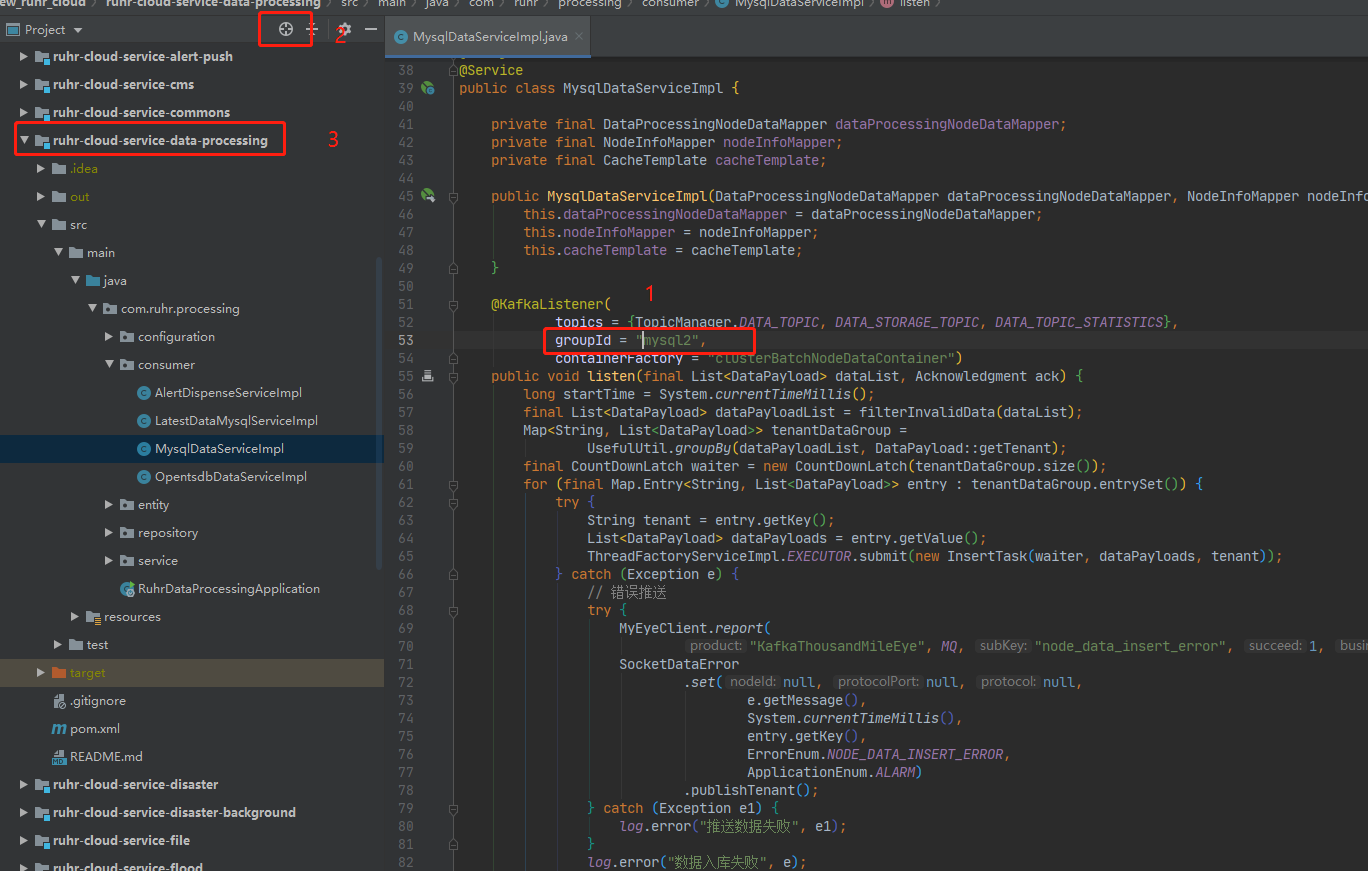 ew_ruhr_cloud › ruhr-cloud-service-data-processing › src › main › java › com › ruhr › processing › consumer › MysqlDataServiceImpl › listen
Project
2
MysqlDataServiceImpl.java
ruhr-cloud-service-alert-push
ruhr-cloud-service-cms
ruhr-cloud-service-commons
ruhr-cloud-service-data-processing
3
.idea
out
src
main
java
com.ruhr.processing
configuration
consumer
AlertDispenseServiceImpl
LatestDataMysqlServiceImpl
MysqlDataServiceImpl
OpentsdbDataServiceImpl
entity
repository
service
RuhrDataProcessingApplication
resources
test
target
.gitignore
pom.xml
README.md
ruhr-cloud-service-disaster
ruhr-cloud-service-disaster-background
ruhr-cloud-service-file
ruhr-cloud-service-flood
38 @Service
39 public class MysqlDataServiceImpl {
40
41 private final DataProcessingNodeDataMapper dataProcessingNodeDataMapper;
42 private final NodeInfoMapper nodeInfoMapper;
43 private final CacheTemplate cacheTemplate;
44
45 public MysqlDataServiceImpl(DataProcessingNodeDataMapper dataProcessingNodeDataMapper, NodeInfoMapper nodeInfo
46 this.dataProcessingNodeDataMapper = dataProcessingNodeDataMapper;
47 this.nodeInfoMapper = nodeInfoMapper;
48 this.cacheTemplate = cacheTemplate;
49 }
50
1
51 @KafkaListener(
52 topics = {TopicManager.DATA_TOPIC, DATA_STORAGE_TOPIC, DATA_TOPIC_STATISTICS},
53 groupId = "mysql2",
54 containerFactory = "clusterBatchNodeDataContainer")
55 public void listen(final List<DataPayload> dataList, Acknowledgment ack) {
56 long startTime = System.currentTimeMillis();
57 final List<DataPayload> dataPayloadList = filterInvalidData(dataList);
58 Map<String, List<DataPayload>> tenantDataGroup =
59 UsefulUtil.groupBy(dataPayloadList, DataPayload::getTenant);
60 final CountDownLatch waiter = new CountDownLatch(tenantDataGroup.size());
61 for (final Map.Entry<String, List<DataPayload>> entry : tenantDataGroup.entrySet()) {
62 try {
63 String tenant = entry.getKey();
64 List<DataPayload> dataPayloads = entry.getValue();
65 ThreadFactoryServiceImpl.EXECUTOR.submit(new InsertTask(waiter, dataPayloads, tenant));
66 } catch (Exception e) {
67 // 错误推送
68 try {
69 MyEyeClient.report(
70 product: "KafkaThousandMileEye", MQ, subKey: "node_data_insert_error", succeed: 1, busin
71 SocketDataError
72 .set( nodeId: null, protocolPort: null, protocol: null,
73 e.getMessage(),
74 System.currentTimeMillis(),
75 entry.getKey(),
76 ErrorEnum.NODE_DATA_INSERT_ERROR,
77 ApplicationEnum.ALARM)
78 .publishTenant();
79 } catch (Exception e1) {
80 log.error("推送数据失败", e1);
81 }
82 log.error("数据入库失败", e);